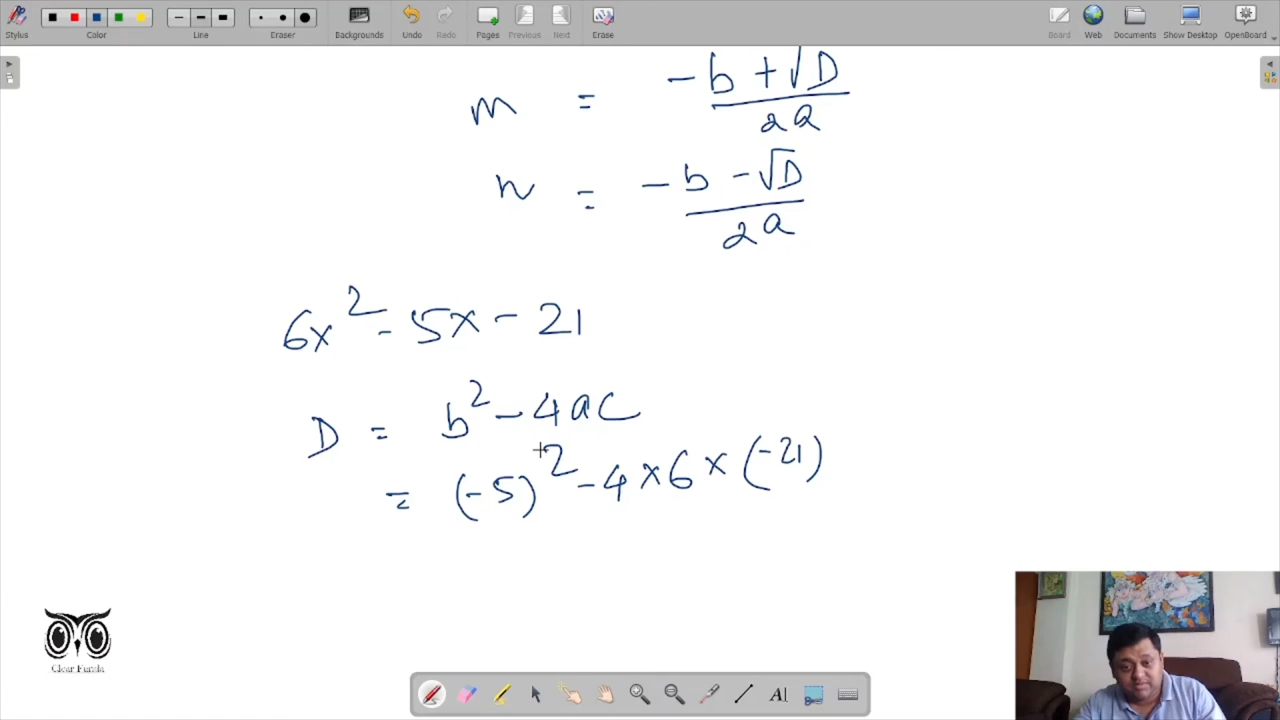 Stylus Color Line Eraser Backgrounds Undo Redo Pages Previous Next Erase Board Web Documents Show Desktop OpenBoard
m = -b + √D / 2a
n = -b - √D / 2a
6x² - 5x - 21
D = b² - 4ac
= (-5)² - 4 × 6 × (-21)
Clear Funda
AI